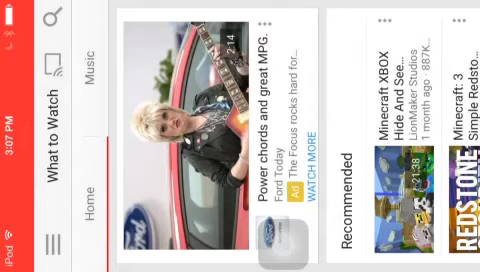 iPod
3:07 PM
What to Watch
Home
Music
2:14
Power chords and great MPG.
Ford Today
Ad The Focus rocks hard for...
WATCH MORE
Ford
Recommended
21:38
Minecraft XBOX
Hide And See...
LionMaker Studios
1 month ago · 887K...
REDSTONE
Minecraft: 3
Simple Redsto...